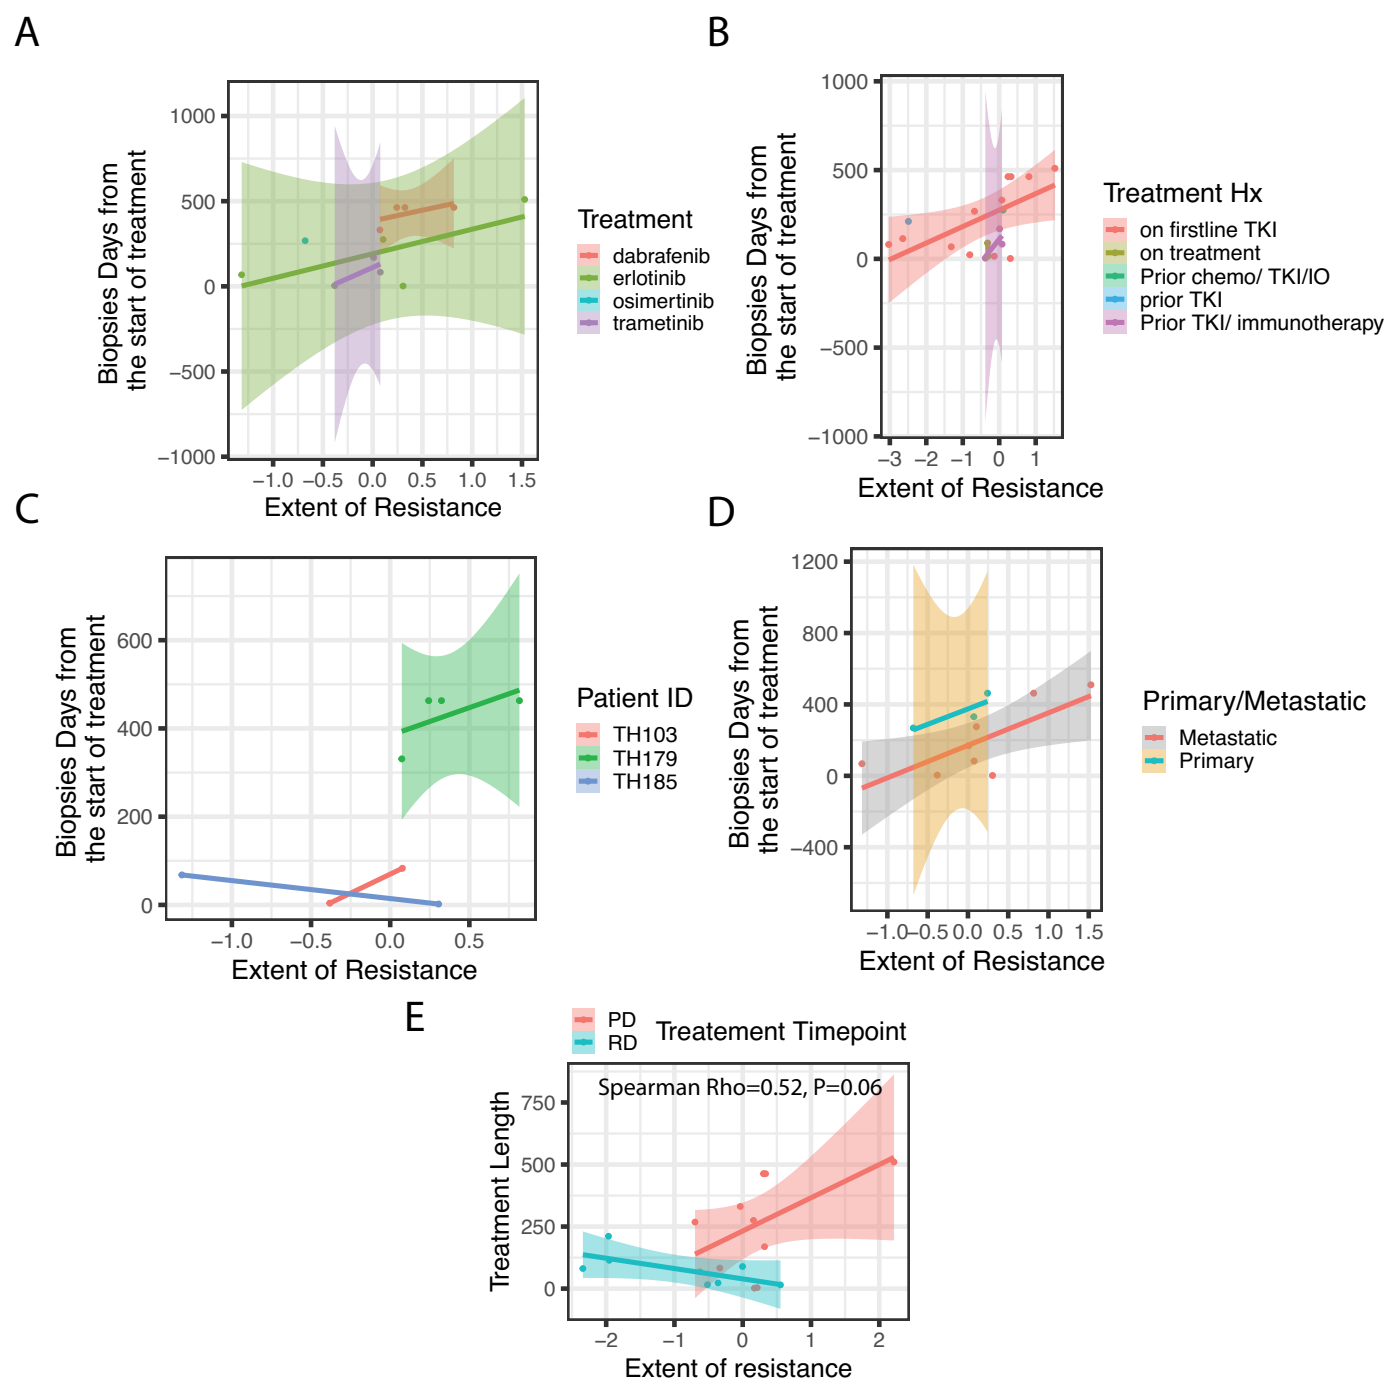 A
1000
500
0
−500
−1000
Biopsies Days from
the start of treatment
−1.0 −0.5 0.0 0.5 1.0 1.5
Extent of Resistance
Treatment
dabrafenib
erlotinib
osimertinib
trametinib
B
1000
500
0
−500
−1000
Biopsies Days from
the start of treatment
−3 −2 −1 0 1
Extent of Resistance
Treatment Hx
on firstline TKI
on treatment
Prior chemo/ TKI/IO
prior TKI
Prior TKI/ immunotherapy
C
600
400
200
0
Biopsies Days from
the start of treatment
−1.0 −0.5 0.0 0.5
Extent of Resistance
Patient ID
TH103
TH179
TH185
D
1200
800
400
0
−400
Biopsies Days from
the start of treatment
−1.0 −0.5 0.0 0.5 1.0 1.5
Extent of Resistance
Primary/Metastatic
Metastatic
Primary
E
PD
RD
Treatement Timepoint
Spearman Rho=0.52, P=0.06
750
500
250
0
Treatment Length
−2 −1 0 1 2
Extent of resistance